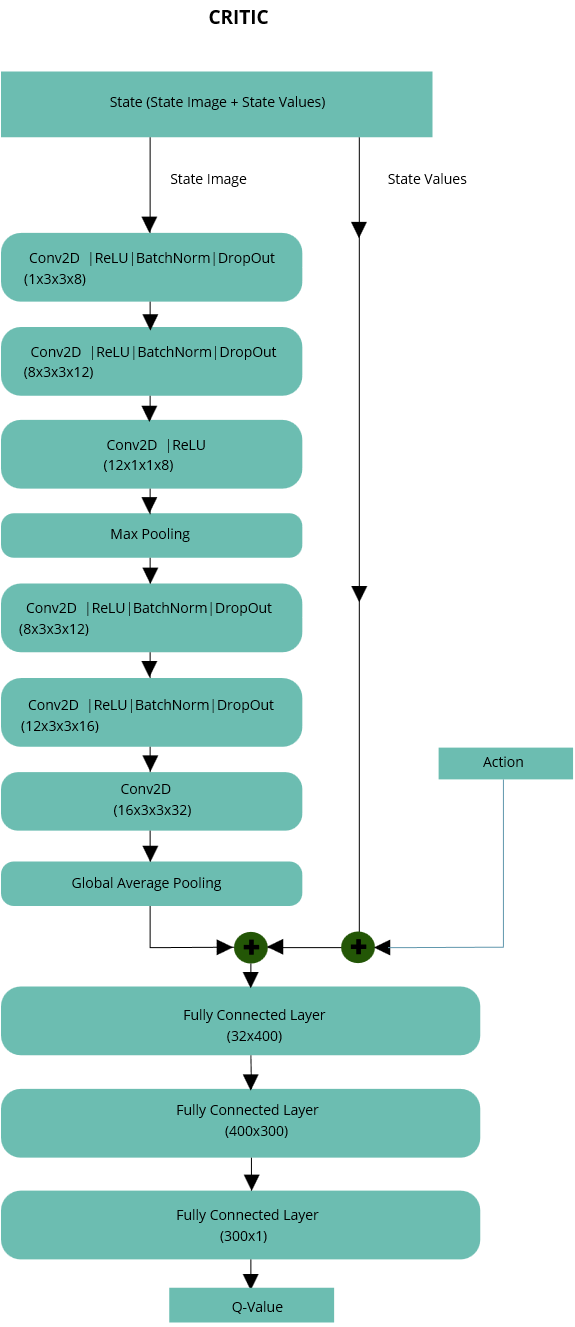 CRITIC
State (State Image + State Values)
State Image
State Values
Conv2D |ReLU|BatchNorm|DropOut
(1x3x3x8)
Conv2D |ReLU|BatchNorm|DropOut
(8x3x3x12)
Conv2D |ReLU
(12x1x1x8)
Max Pooling
Conv2D |ReLU|BatchNorm|DropOut
(8x3x3x12)
Conv2D |ReLU|BatchNorm|DropOut
(12x3x3x16)
Action
Conv2D
(16x3x3x32)
Global Average Pooling
Fully Connected Layer
(32x400)
Fully Connected Layer
(400x300)
Fully Connected Layer
(300x1)
Q-Value